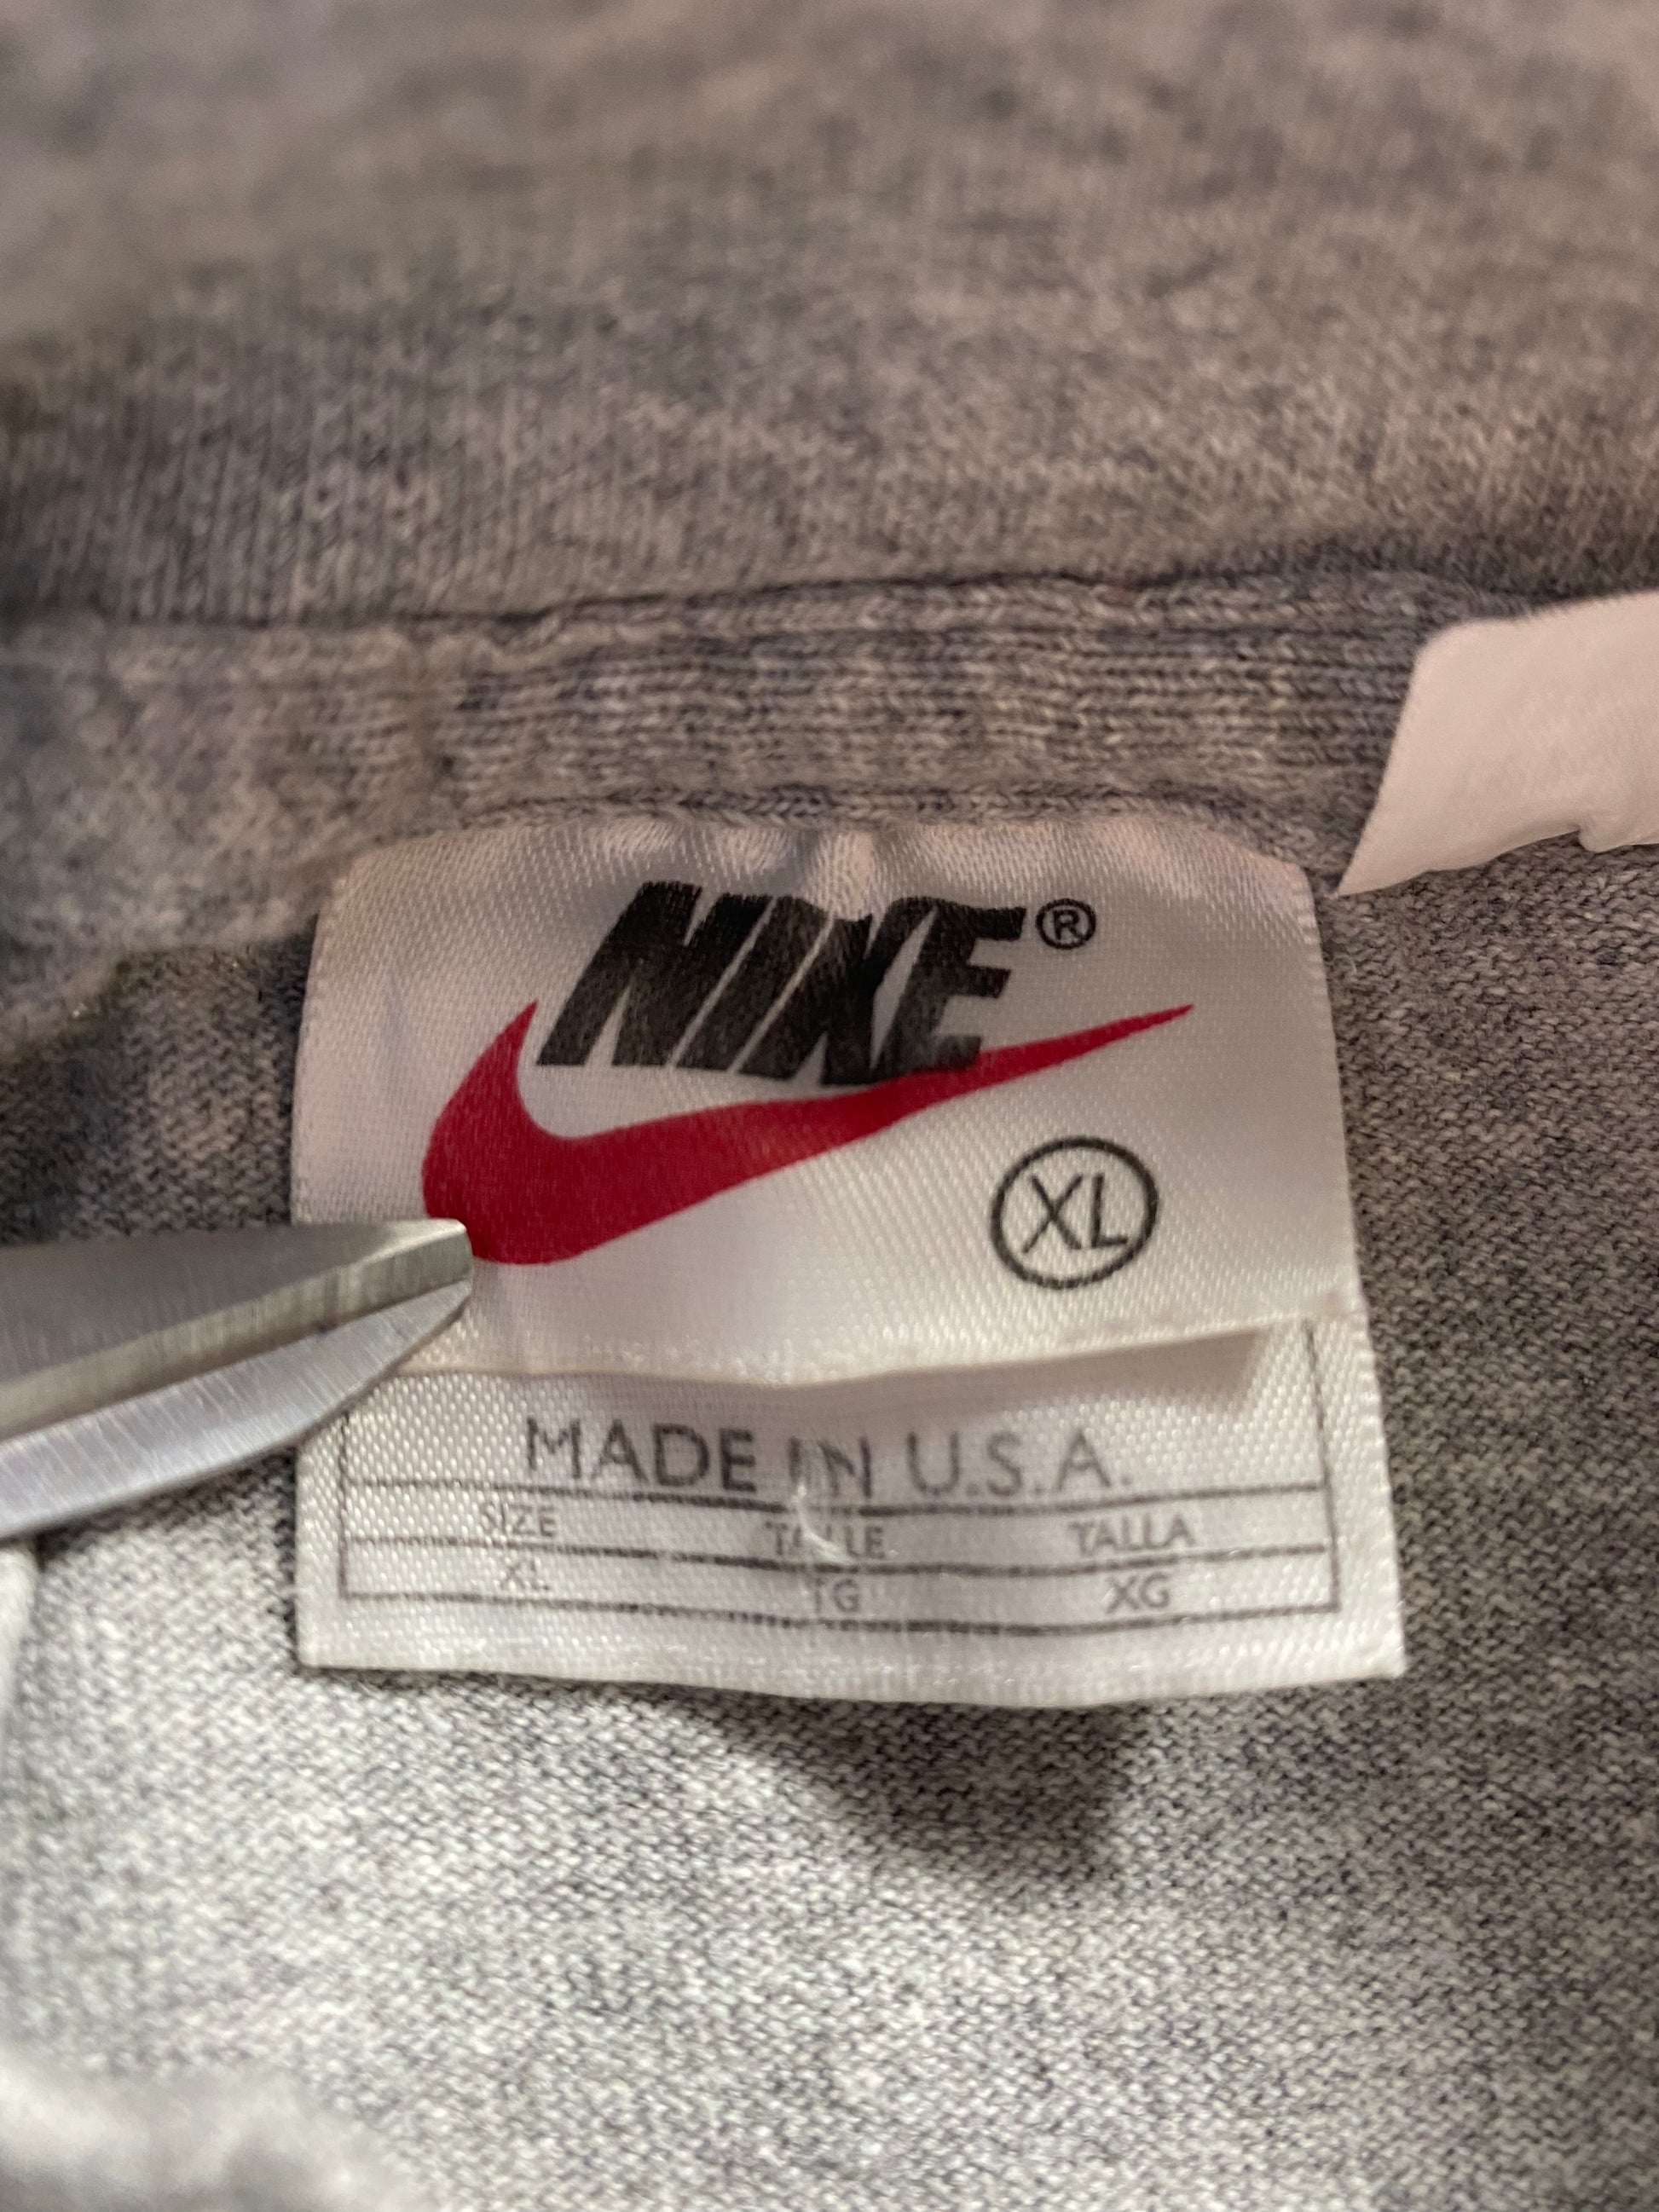 NIKE®
XL
MADE IN U.S.A.
SIZE TAILLE TALLA
XL TG XG